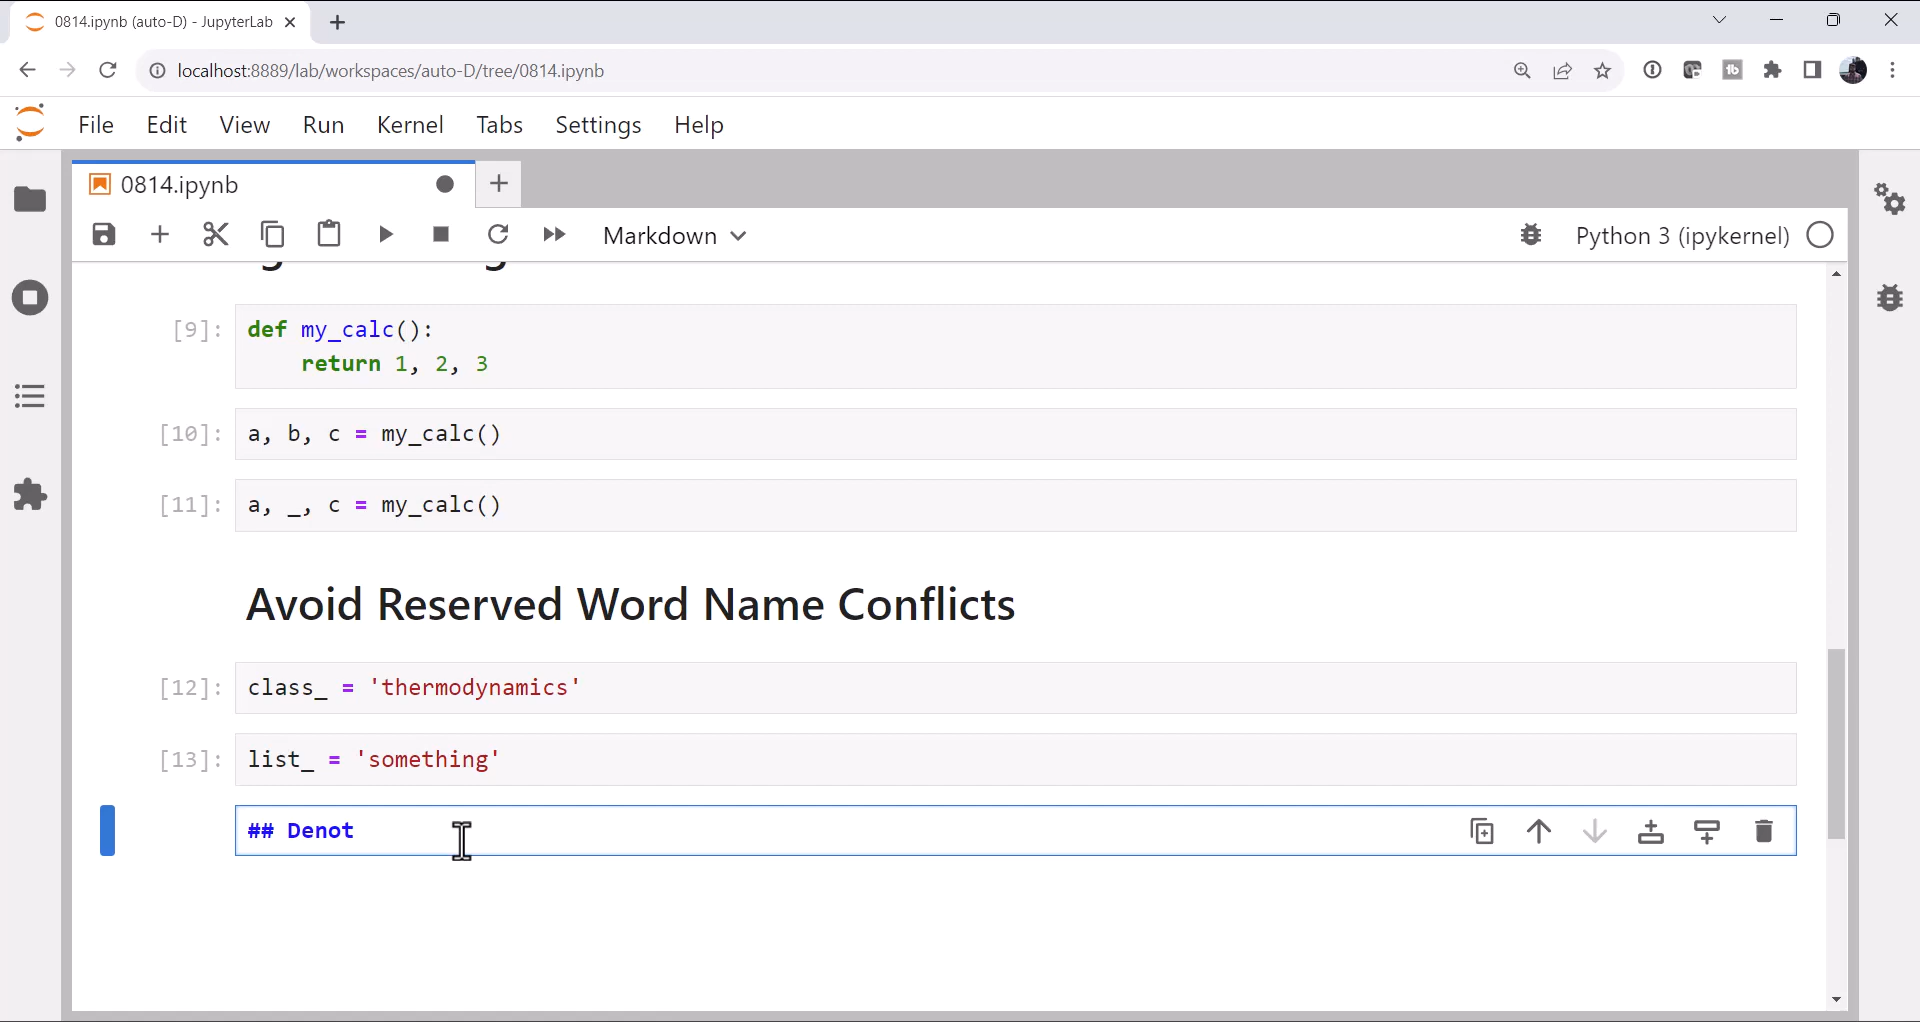 0814.ipynb (auto-D) - JupyterLab
localhost:8889/lab/workspaces/auto-D/tree/0814.ipynb
File Edit View Run Kernel Tabs Settings Help
0814.ipynb
Markdown
Python 3 (ipykernel)
[9]: def my_calc():
return 1, 2, 3
[10]: a, b, c = my_calc()
[11]: a, _, c = my_calc()
Avoid Reserved Word Name Conflicts
[12]: class_ = 'thermodynamics'
[13]: list_ = 'something'
## Denot